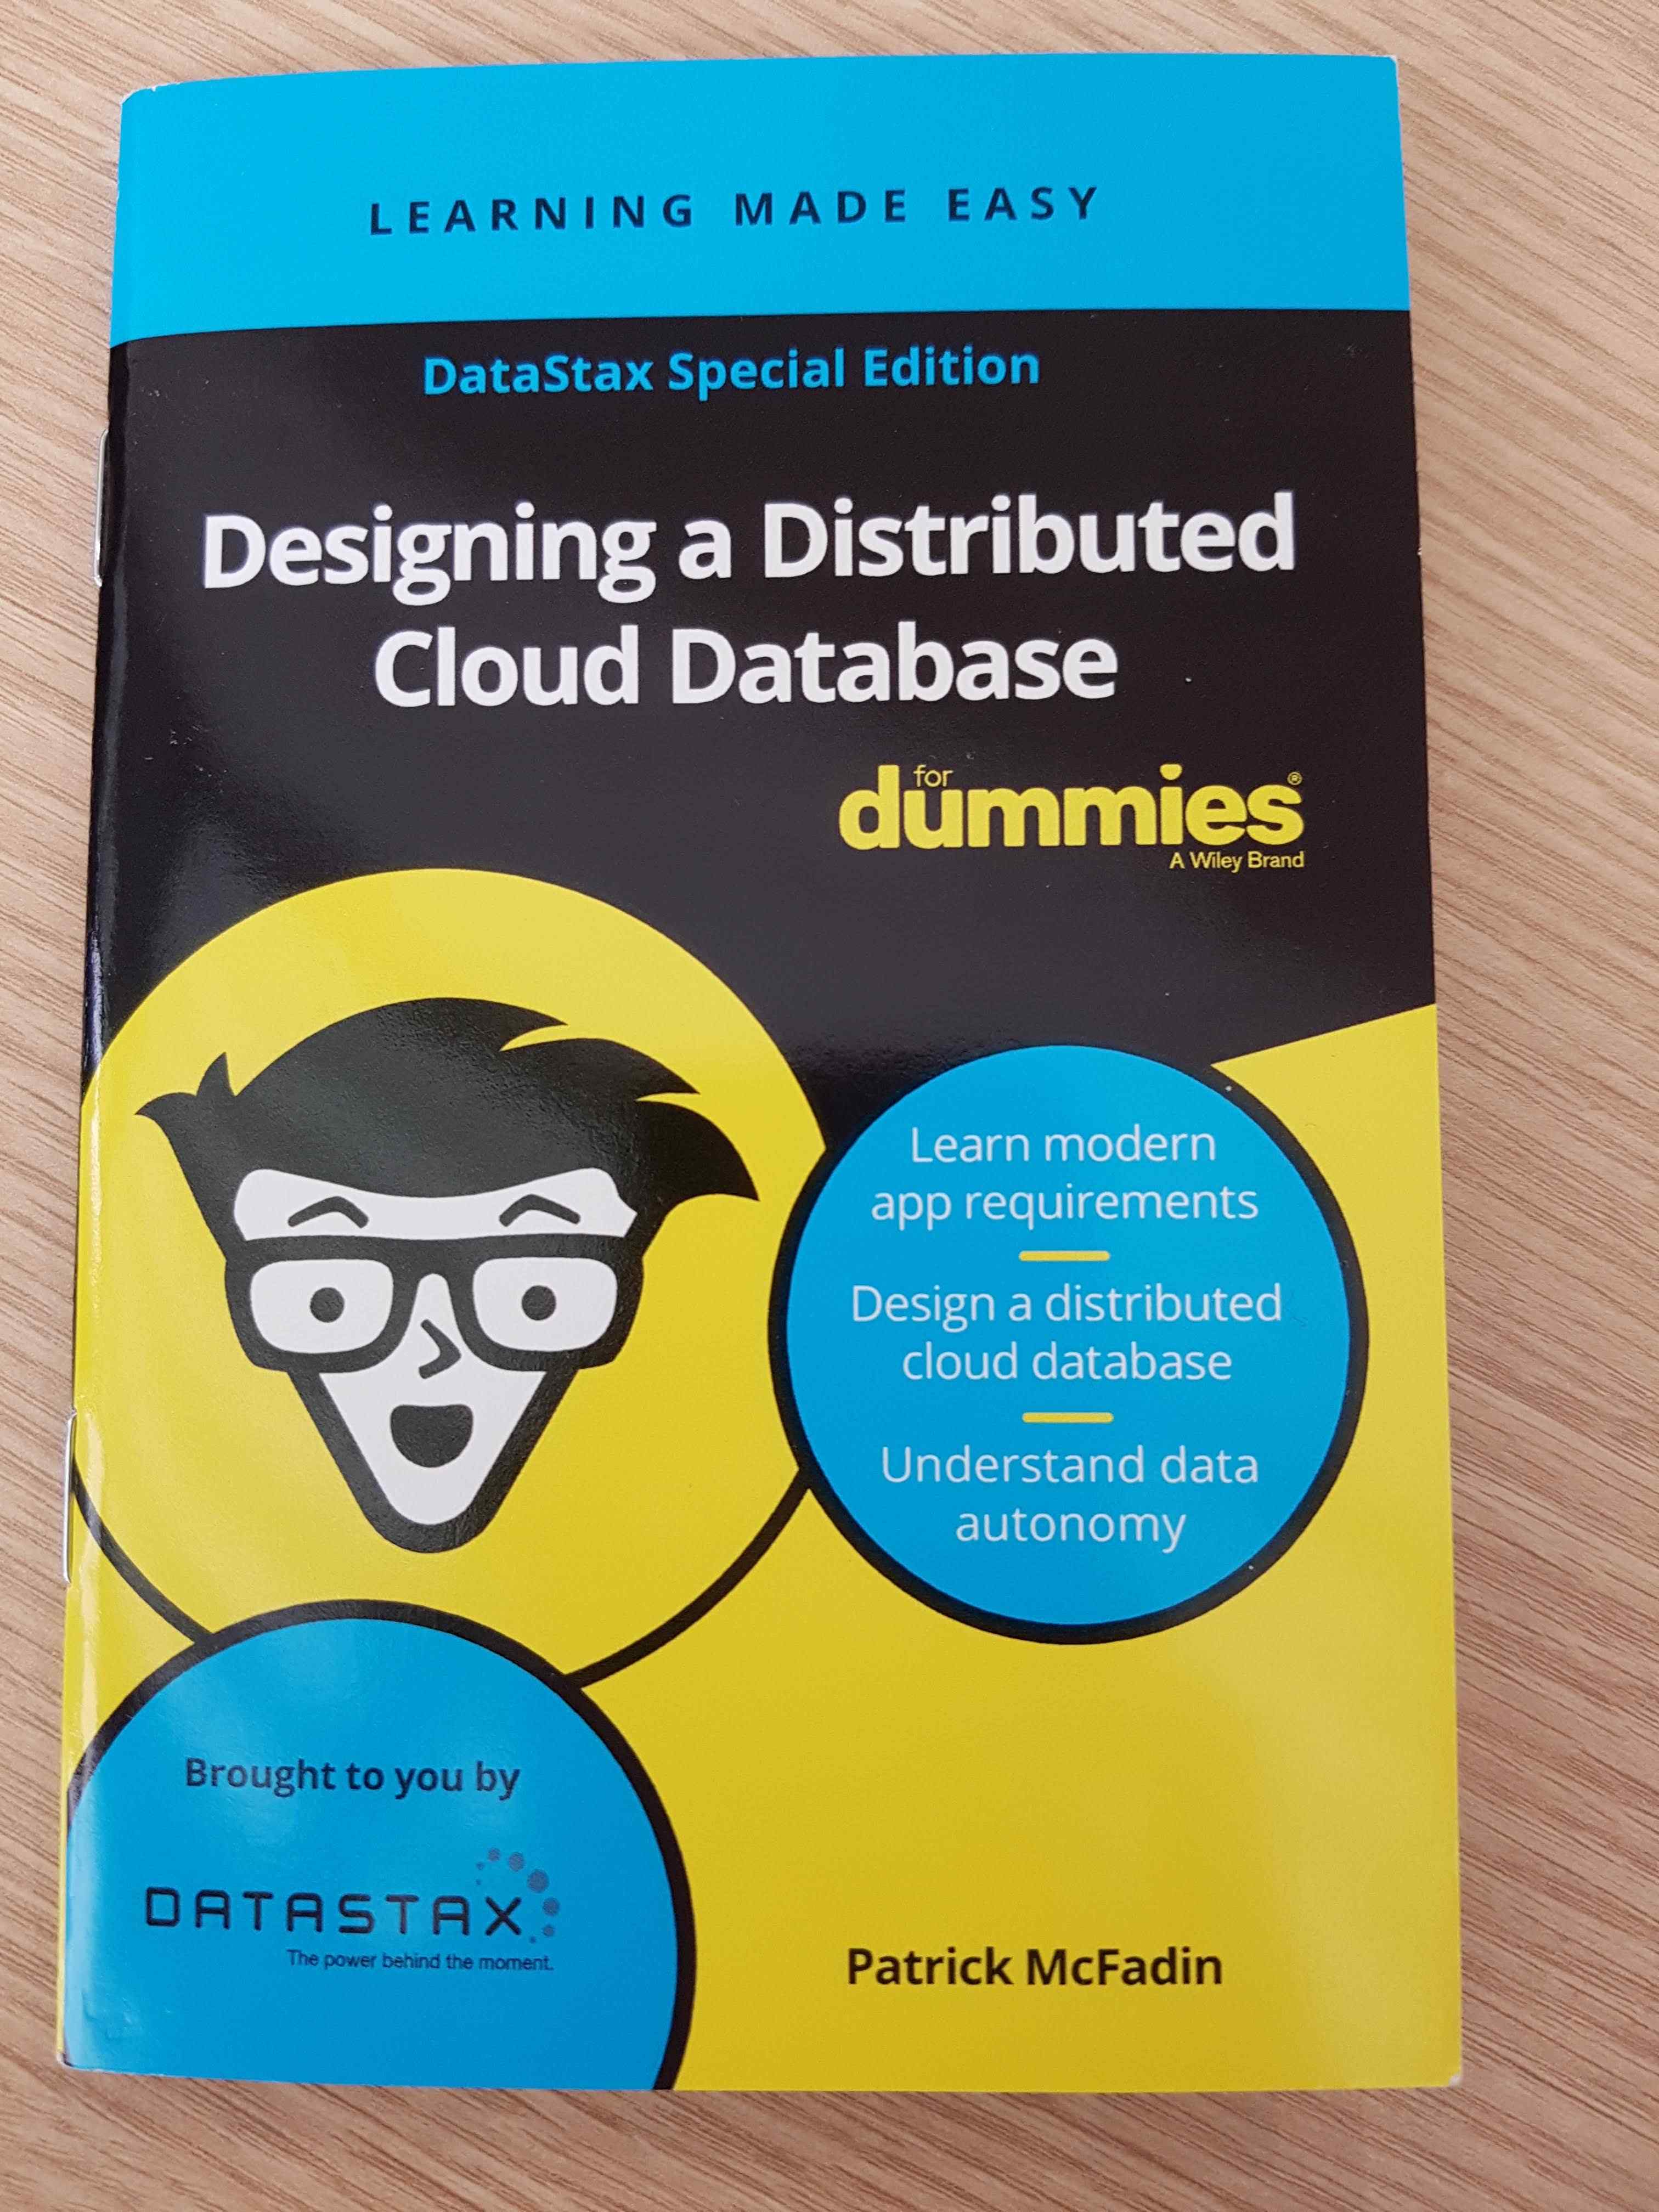 LEARNING MADE EASY
DataStax Special Edition
Designing a Distributed
Cloud Database
for
dummies®
A Wiley Brand
Learn modern
app requirements
Design a distributed
cloud database
Understand data
autonomy
Brought to you by
DATASTAX
The power behind the moment.
Patrick McFadin